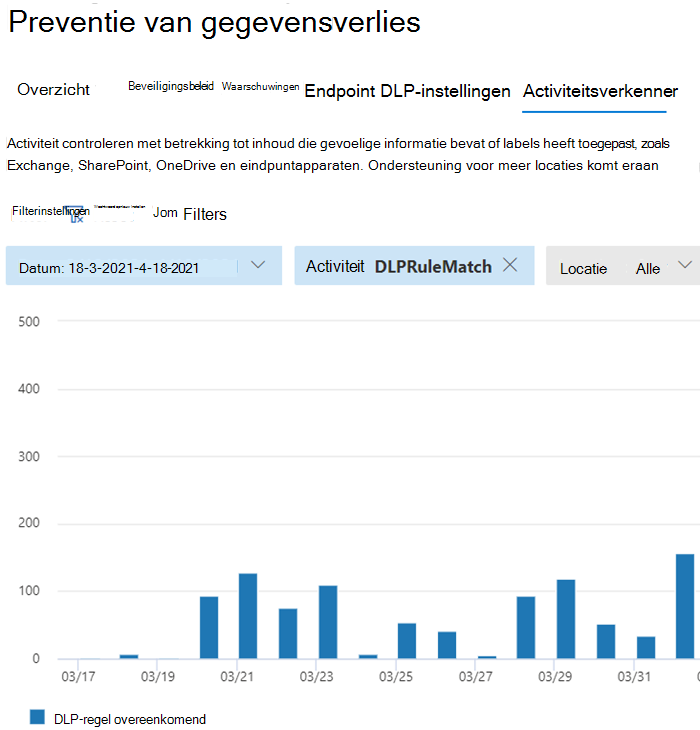 Preventie van gegevensverlies
Overzicht Beveiligingsbeleid Waarschuwingen Endpoint DLP-instellingen Activiteitsverkenner
Activiteit controleren met betrekking tot inhoud die gevoelige informatie bevat of labels heeft toegepast, zoals
Exchange, SharePoint, OneDrive en eindpuntapparaten. Ondersteuning voor meer locaties komt eraan
Filterinstellingen Jom Filters
Datum: 18-3-2021-4-18-2021 Activiteit DLPRuleMatch Locatie Alle
500
400
300
200
100
0
03/17 03/19 03/21 03/23 03/25 03/27 03/29 03/31
DLP-regel overeenkomend